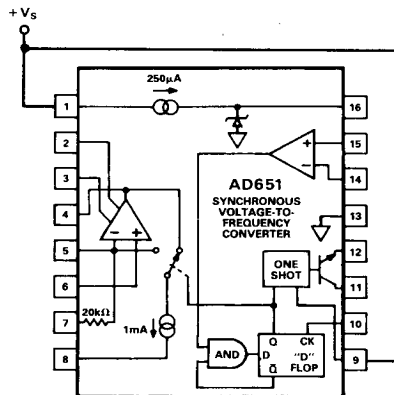 + VS
250μA
1
16
2
15
3
14
AD651
SYNCHRONOUS
VOLTAGE-TO-
FREQUENCY
CONVERTER
4
13
5
12
ONE
SHOT
6
11
20kΩ
7
1mA
10
Q CK
AND
D "D"
FLOP
Q̅
8
9
− +
+
−